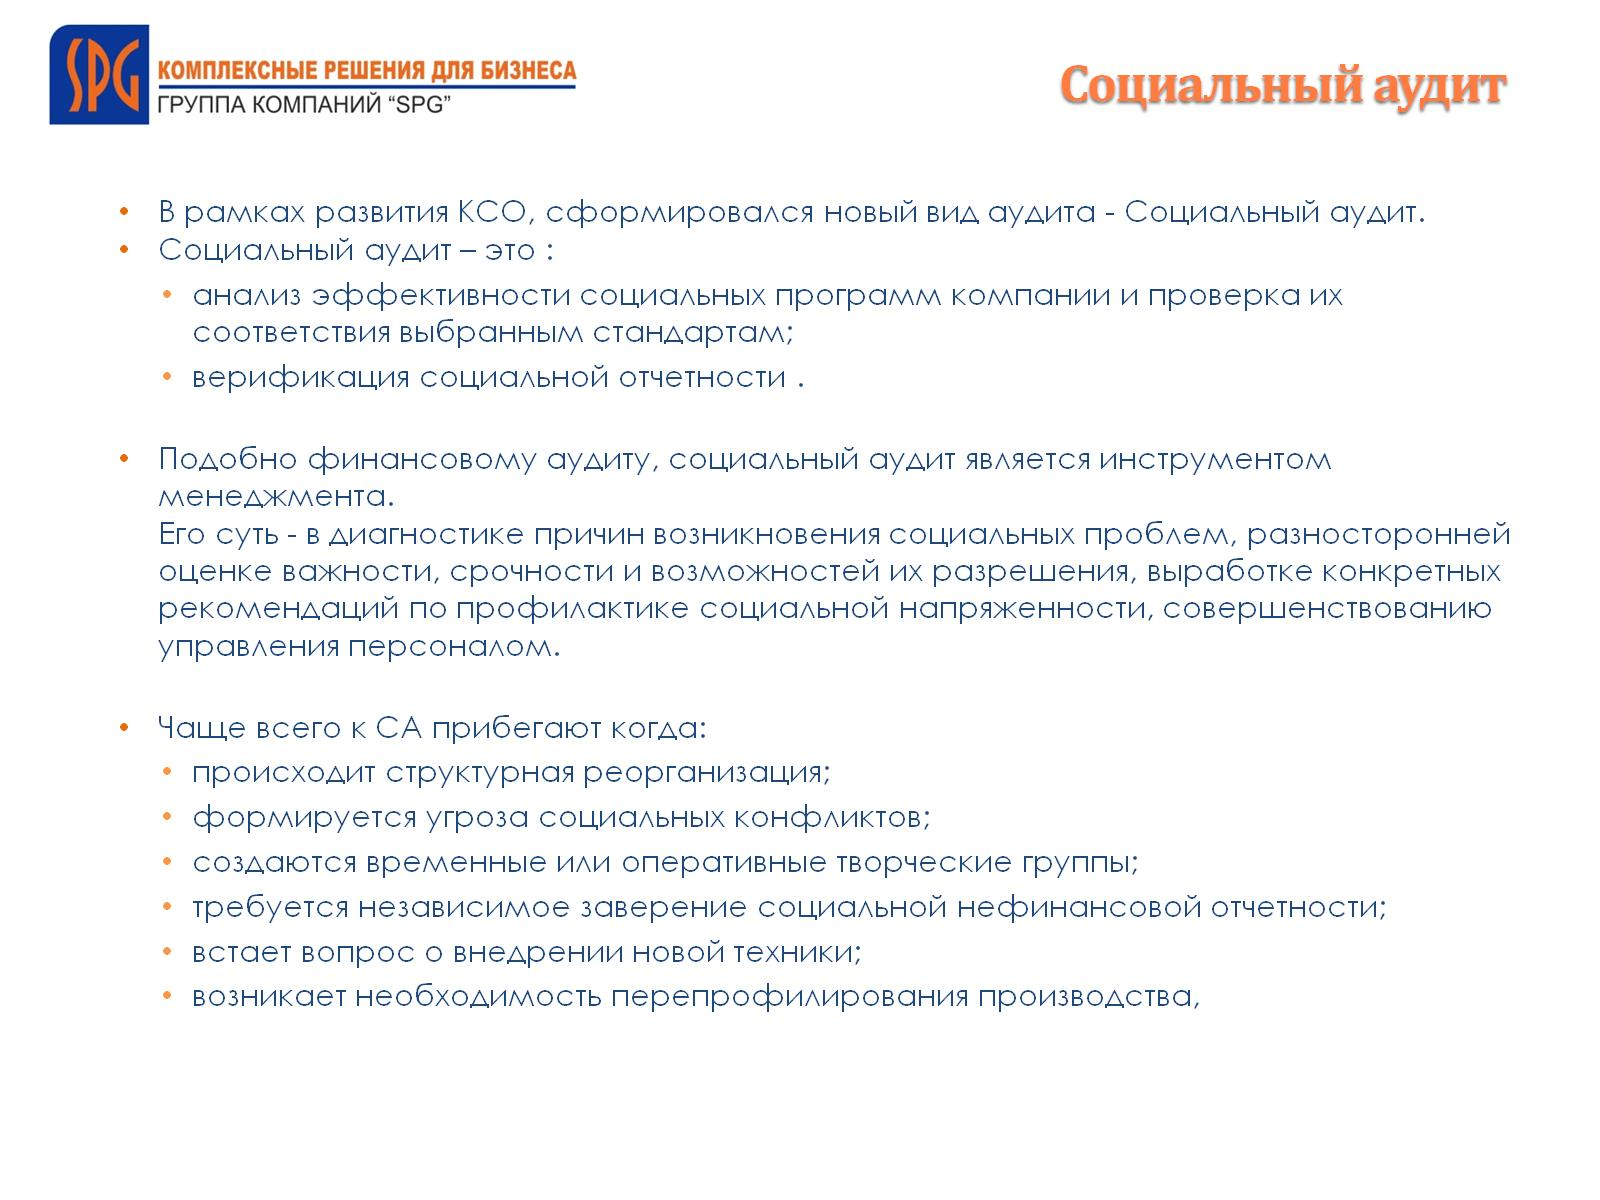 SPG
КОМПЛЕКСНЫЕ РЕШЕНИЯ ДЛЯ БИЗНЕСА
ГРУППА КОМПАНИЙ “SPG”
Социальный аудит
• В рамках развития КСО, сформировался новый вид аудита - Социальный аудит.
• Социальный аудит – это :
• анализ эффективности социальных программ компании и проверка их
соответствия выбранным стандартам;
• верификация социальной отчетности .
• Подобно финансовому аудиту, социальный аудит является инструментом
менеджмента.
Его суть - в диагностике причин возникновения социальных проблем, разносторонней
оценке важности, срочности и возможностей их разрешения, выработке конкретных
рекомендаций по профилактике социальной напряженности, совершенствованию
управления персоналом.
• Чаще всего к СА прибегают когда:
• происходит структурная реорганизация;
• формируется угроза социальных конфликтов;
• создаются временные или оперативные творческие группы;
• требуется независимое заверение социальной нефинансовой отчетности;
• встает вопрос о внедрении новой техники;
• возникает необходимость перепрофилирования производства,